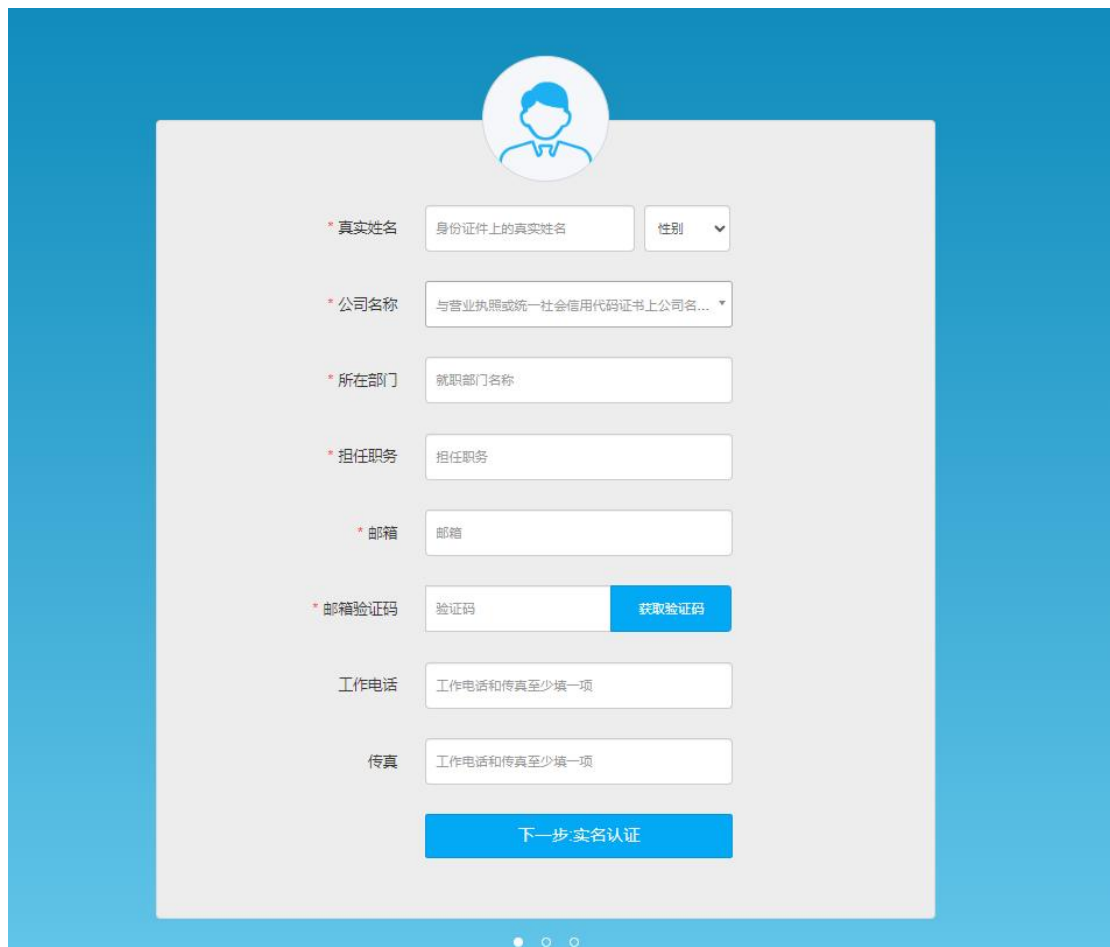 * 真实姓名 身份证件上的真实姓名 性别
* 公司名称 与营业执照或统一社会信用代码证书上公司名...
* 所在部门 就职部门名称
* 担任职务 担任职务
* 邮箱 邮箱
* 邮箱验证码 验证码 获取验证码
工作电话 工作电话和传真至少填一项
传真 工作电话和传真至少填一项
下一步:实名认证